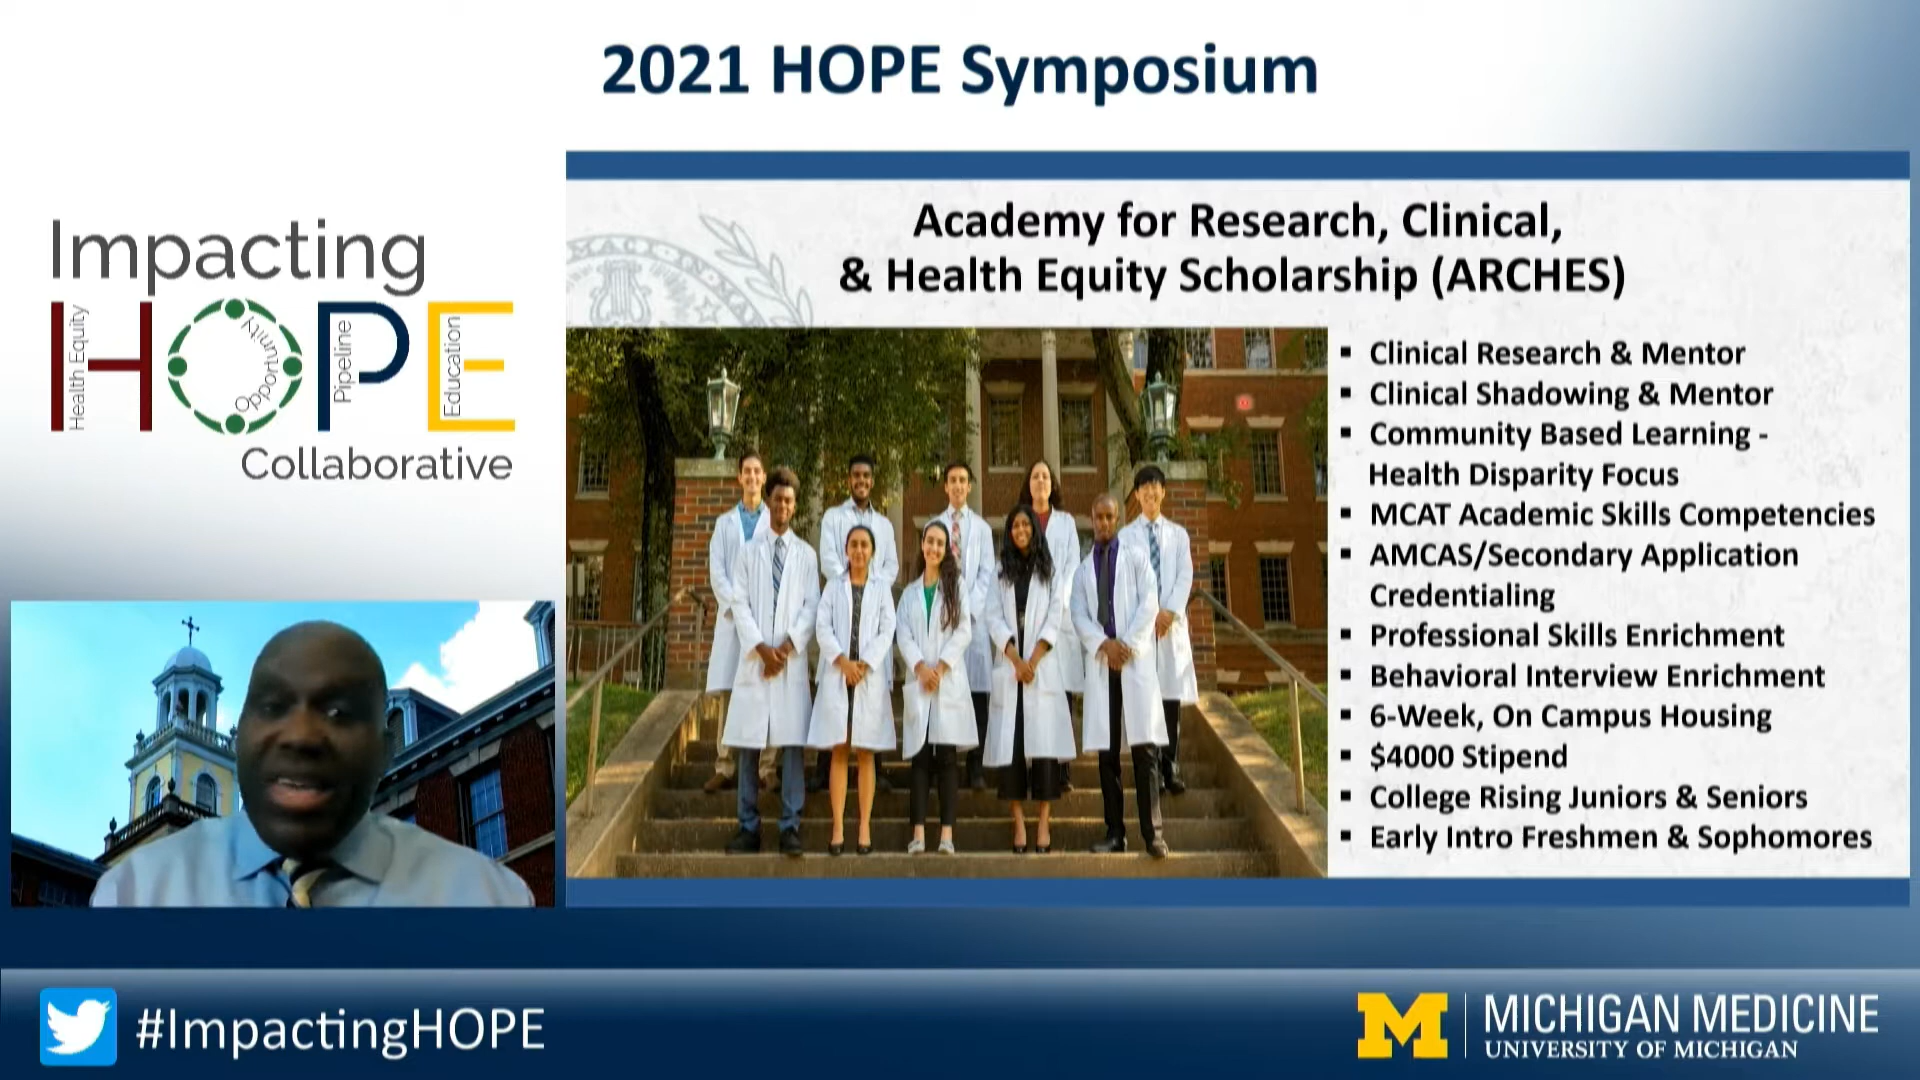 2021 HOPE Symposium
Impacting
HOPE
Health Equity
Opportunity
Pipeline
Education
Collaborative
Academy for Research, Clinical,
& Health Equity Scholarship (ARCHES)
▪ Clinical Research & Mentor
▪ Clinical Shadowing & Mentor
▪ Community Based Learning -
Health Disparity Focus
▪ MCAT Academic Skills Competencies
▪ AMCAS/Secondary Application
Credentialing
▪ Professional Skills Enrichment
▪ Behavioral Interview Enrichment
▪ 6-Week, On Campus Housing
▪ $4000 Stipend
▪ College Rising Juniors & Seniors
▪ Early Intro Freshmen & Sophomores
#ImpactingHOPE
M MICHIGAN MEDICINE
UNIVERSITY OF MICHIGAN